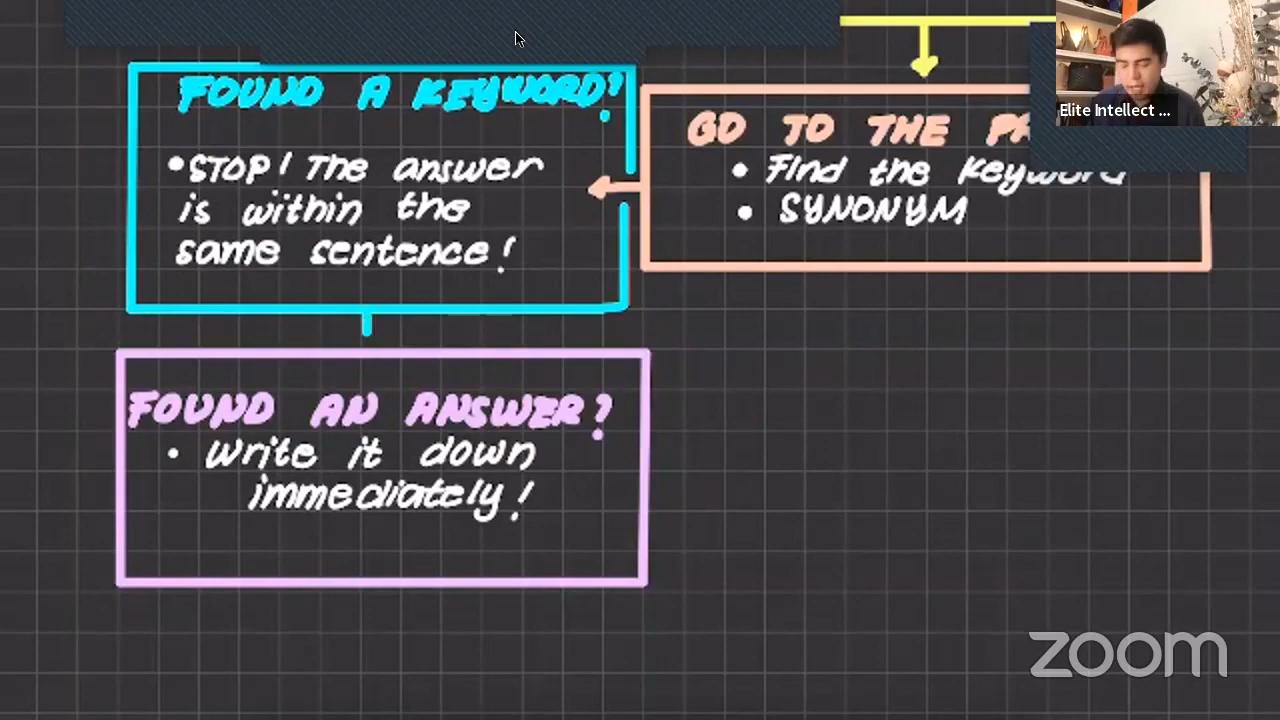 FOUND A KEYWORD?
•STOP! The answer
is within the
same sentence!
GO TO THE
• Find the Keyword
• SYNONYM
FOUND AN ANSWER?
• Write it down
immediately!
Elite Intellect ...
zoom